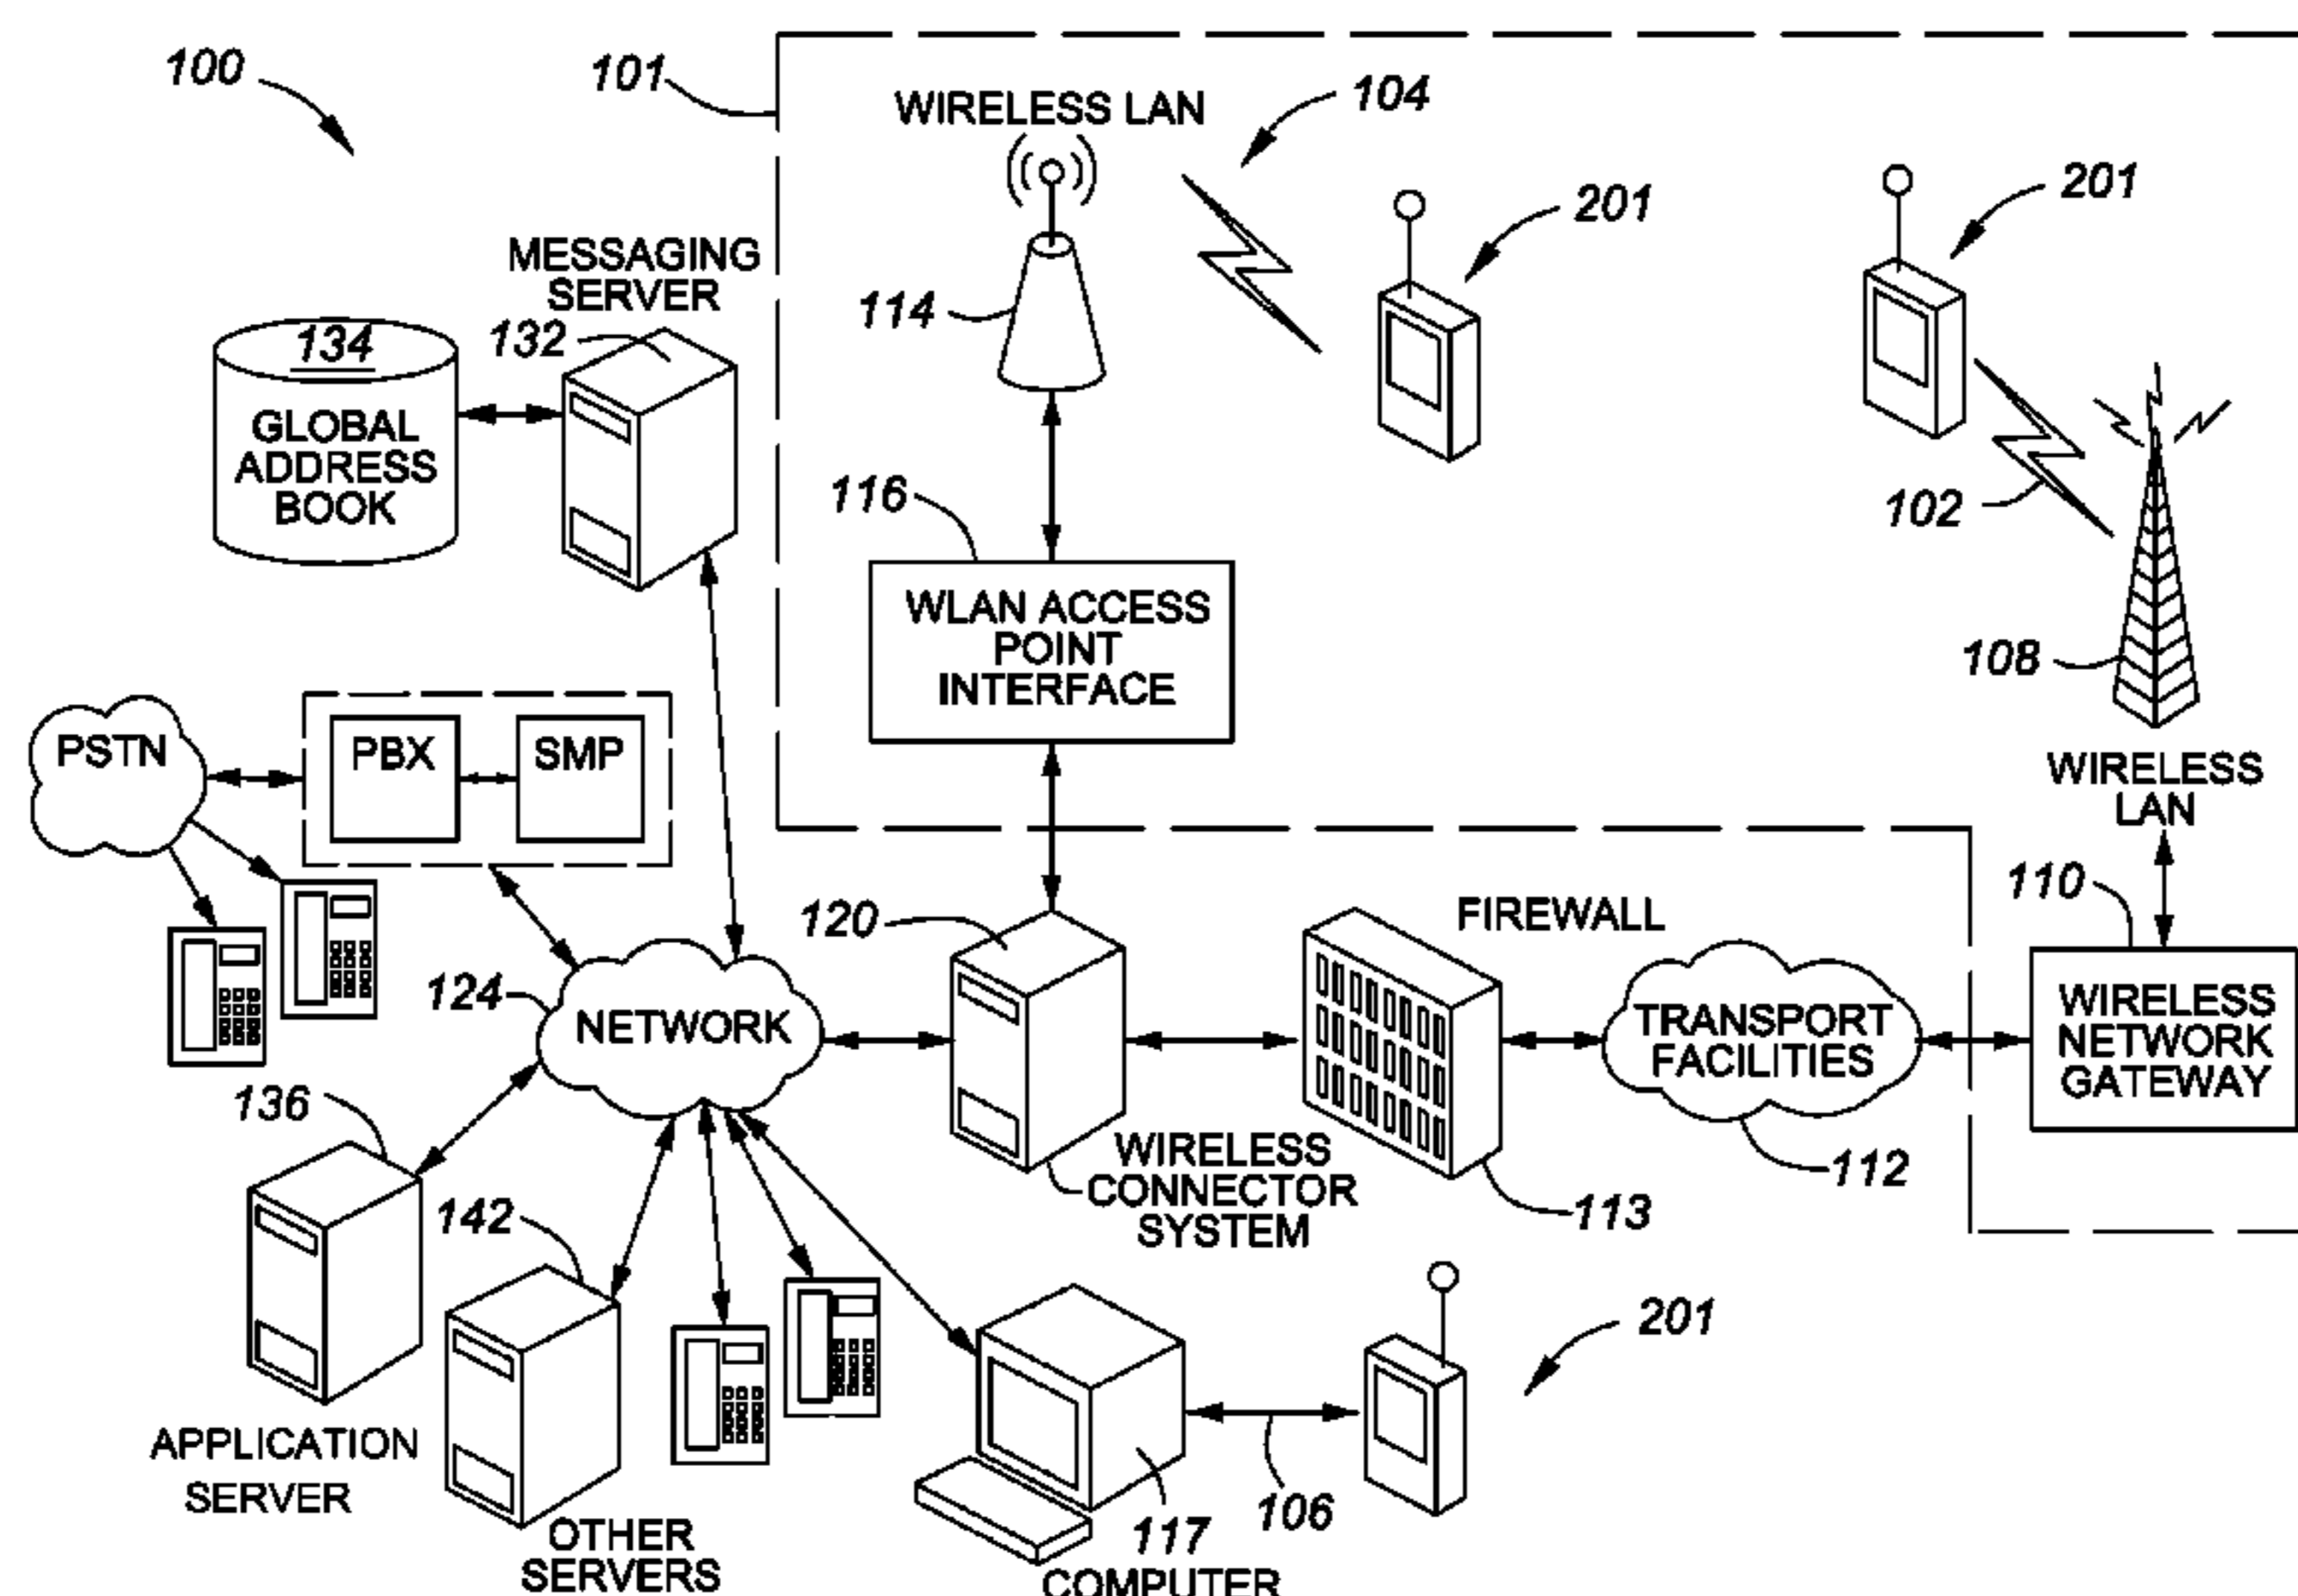 100
101
WIRELESS LAN
104
201
201
MESSAGING
SERVER
132
134
GLOBAL
ADDRESS
BOOK
114
116
102
WLAN ACCESS
POINT
INTERFACE
108
PSTN
PBX
SMP
WIRELESS
LAN
110
120
FIREWALL
124
NETWORK
TRANSPORT
FACILITIES
WIRELESS
NETWORK
GATEWAY
136
WIRELESS
CONNECTOR
SYSTEM
113
112
142
201
APPLICATION
SERVER
OTHER
SERVERS
117
106
COMPUTER